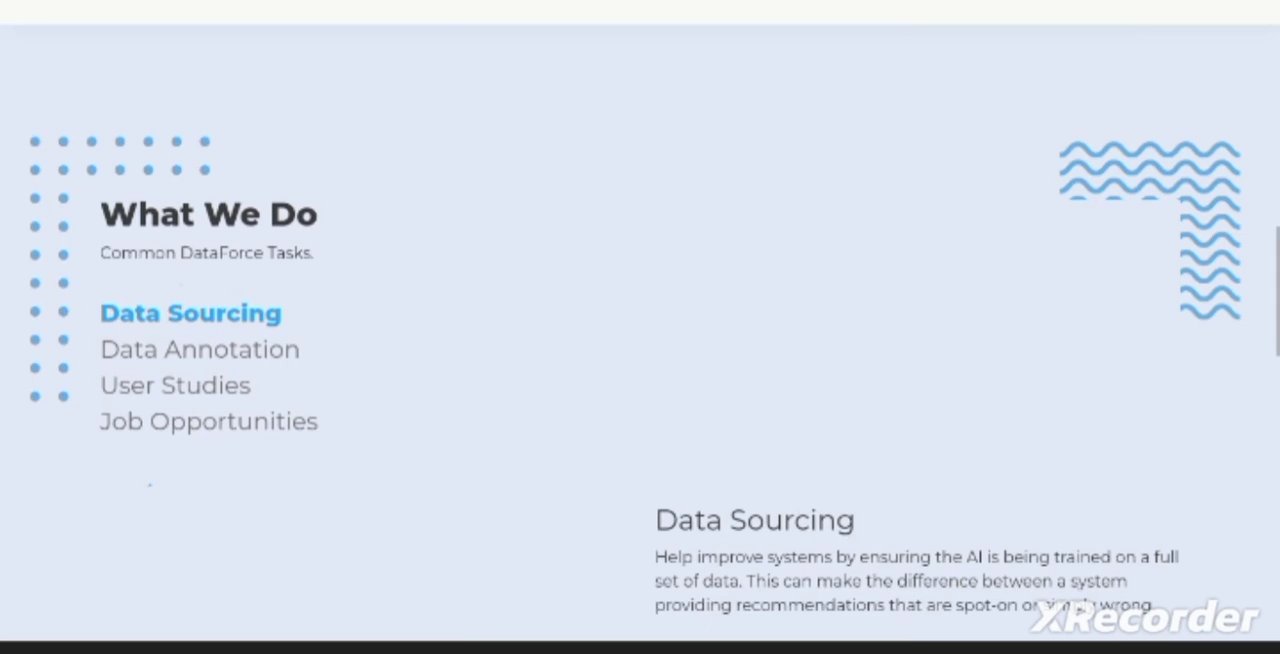 What We Do
Common DataForce Tasks.
Data Sourcing
Data Annotation
User Studies
Job Opportunities
Data Sourcing
Help improve systems by ensuring the AI is being trained on a full
set of data. This can make the difference between a system
providing recommendations that are spot-on or simply wrong.
XRecorder